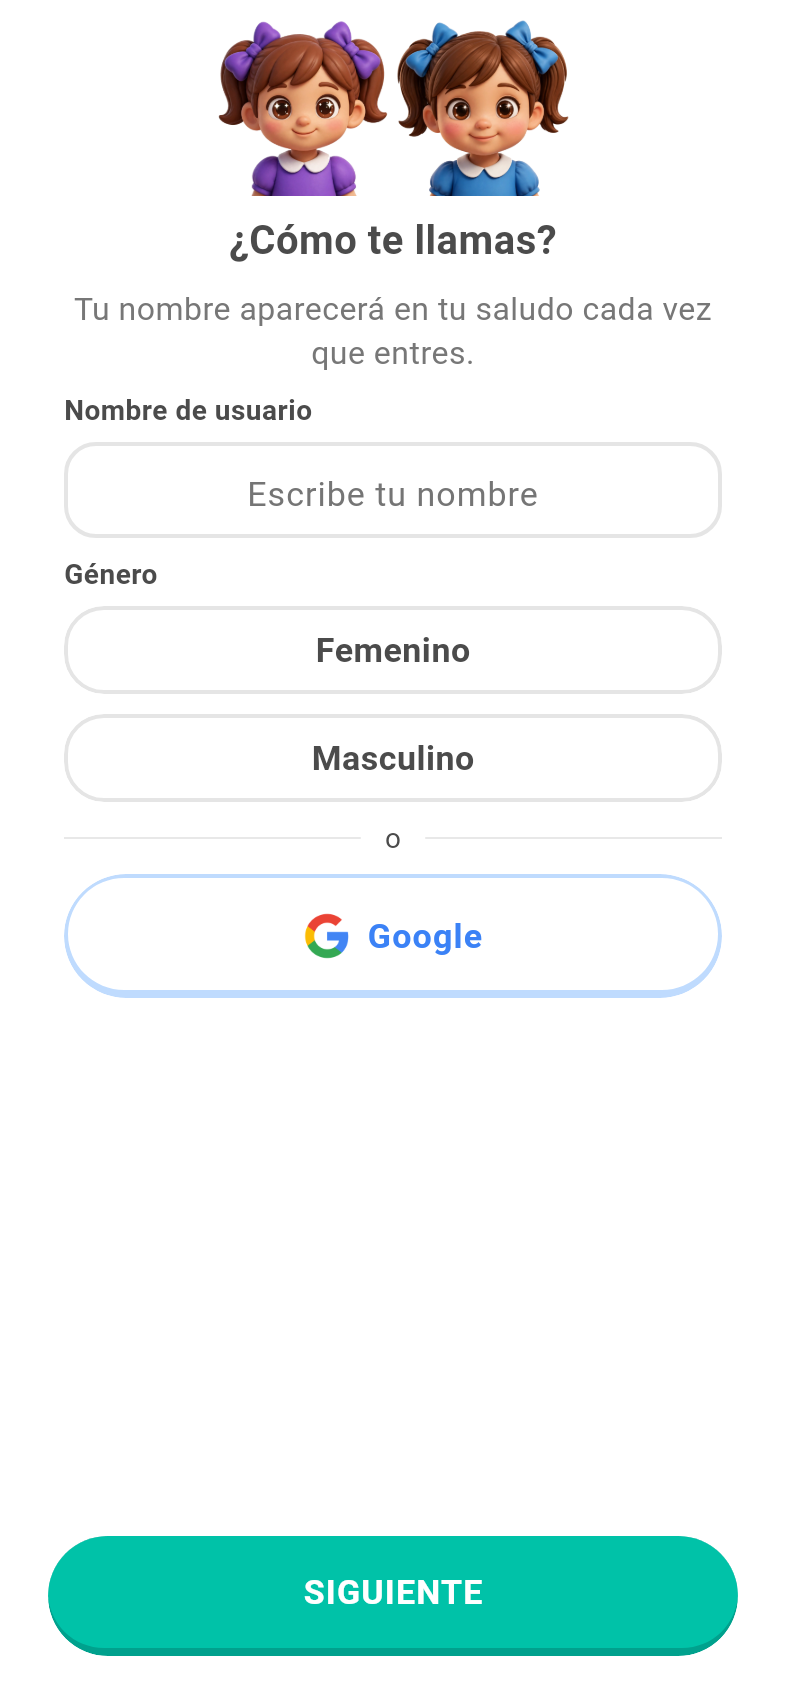 ¿Cómo te llamas?
Tu nombre aparecerá en tu saludo cada vez
que entres.
Nombre de usuario
Escribe tu nombre
Género
Femenino
Masculino
o
Google
SIGUIENTE